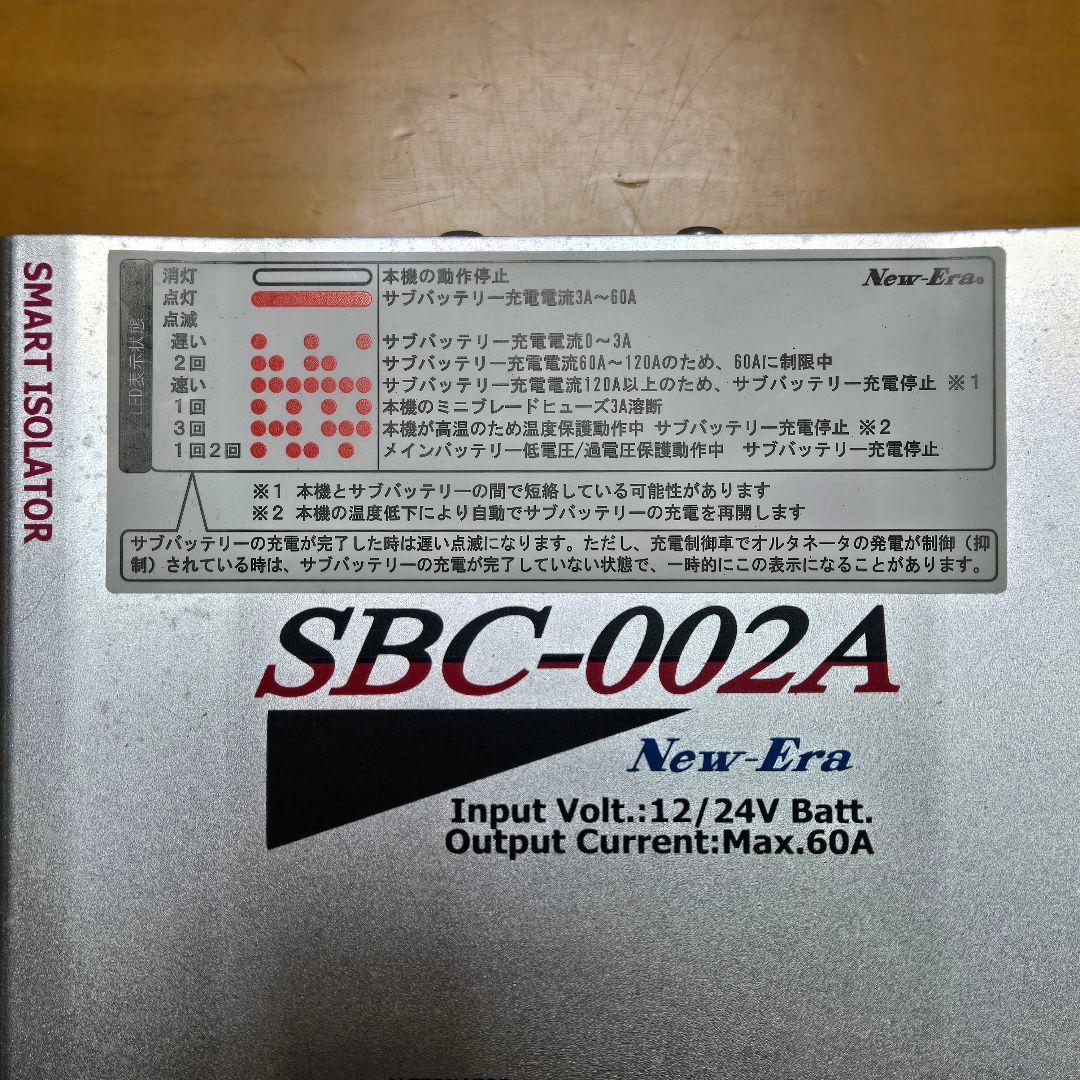 SMART ISOLATOR
LED表示状態
New-Era®
消灯 本機の動作停止
点灯 サブバッテリー充電電流3A～60A
点滅
遅い サブバッテリー充電電流0～3A
2回 サブバッテリー充電電流60A～120Aのため、60Aに制限中
速い サブバッテリー充電電流120A以上のため、サブバッテリー充電停止 ※1
1回 本機のミニブレードヒューズ3A溶断
3回 本機が高温のため温度保護動作中 サブバッテリー充電停止 ※2
1回2回 メインバッテリー低電圧/過電圧保護動作中 サブバッテリー充電停止
※1 本機とサブバッテリーの間で短絡している可能性があります
※2 本機の温度低下により自動でサブバッテリーの充電を再開します
サブバッテリーの充電が完了した時は遅い点滅になります。ただし、充電制御車でオルタネータの発電が制御（抑
制）されている時は、サブバッテリーの充電が完了していない状態で、一時的にこの表示になることがあります。
SBC-002A
New-Era
Input Volt.:12/24V Batt.
Output Current:Max.60A